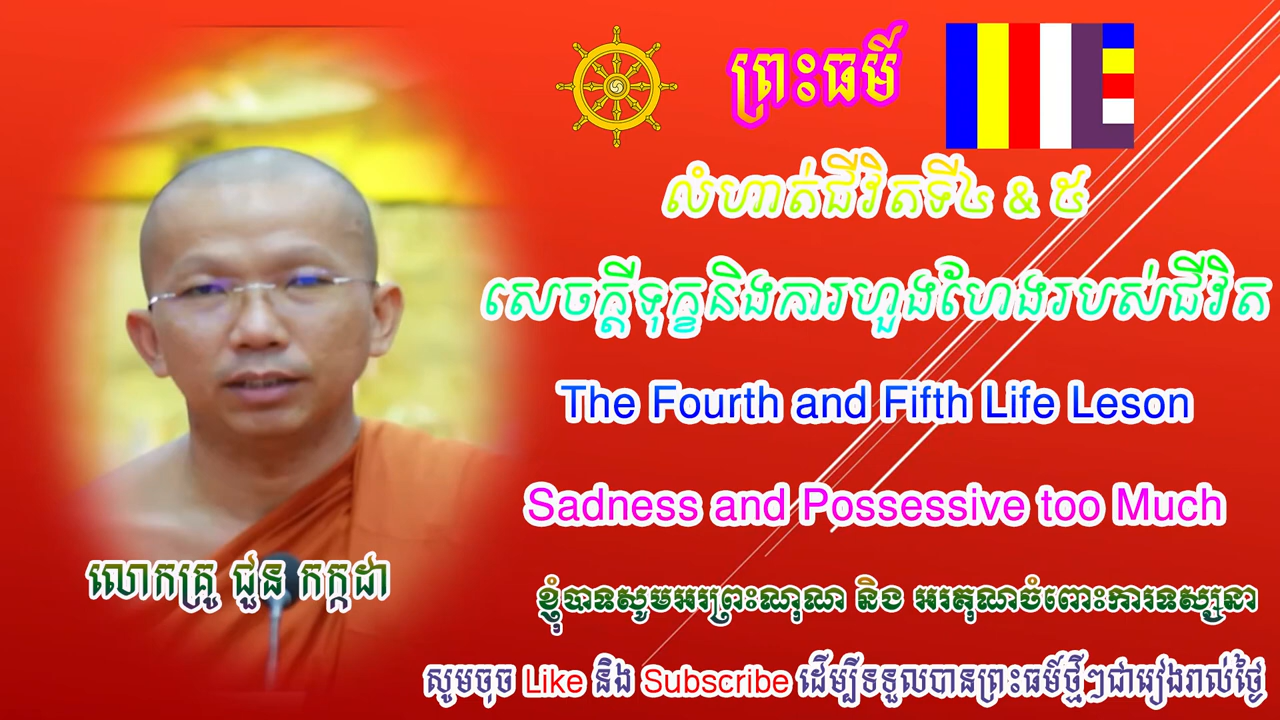 ព្រះធម៌
លំហាត់ជីវិតទី៤ & ៥
សេចក្ដីទុក្ខនិងការហួងហែងរបស់ជីវិត
The Fourth and Fifth Life Leson
Sadness and Possessive too Much
លោកគ្រូ ជួន កក្កដា
ខ្ញុំបាទសូមអរព្រះគុណ និង អរគុណចំពោះការទស្សនា
សូមចុច Like និង Subscribe ដើម្បីទទួលបានព្រះធម៌ថ្មីៗជារៀងរាល់ថ្ងៃ